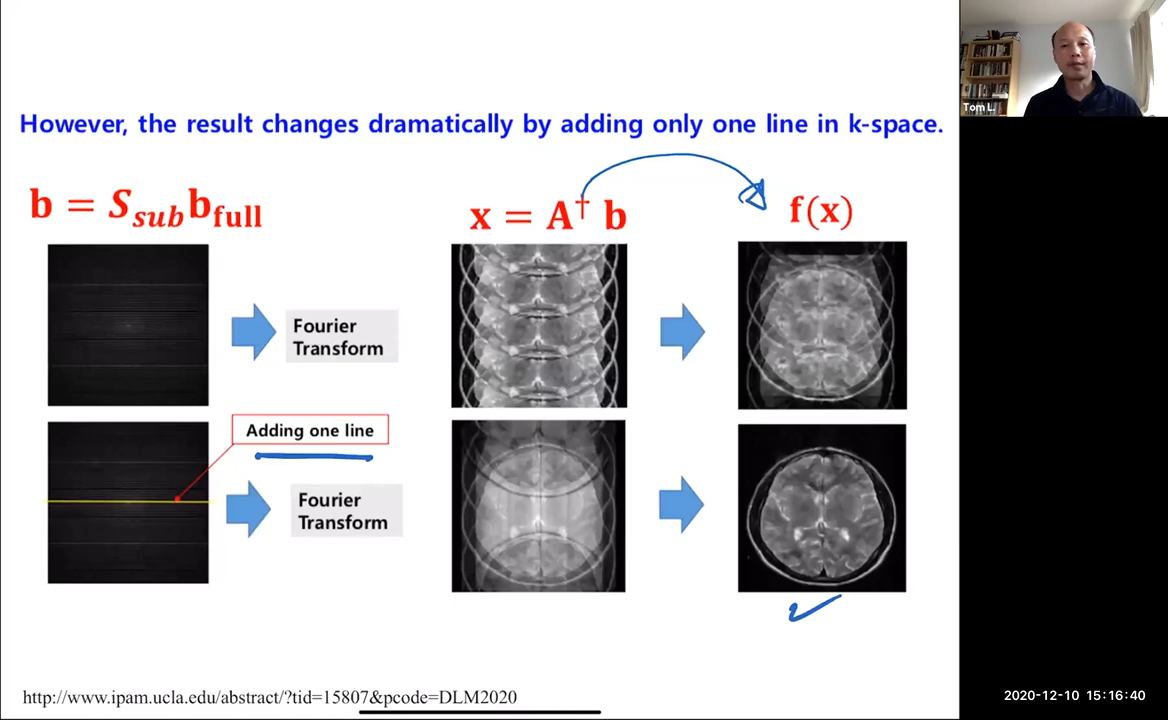 However, the result changes dramatically by adding only one line in k-space.
b = S_sub b_full
x = A† b
f(x)
Fourier
Transform
Adding one line
Fourier
Transform
http://www.ipam.ucla.edu/abstract/?tid=15807&pcode=DLM2020
Tom L.
2020-12-10 15:16:40